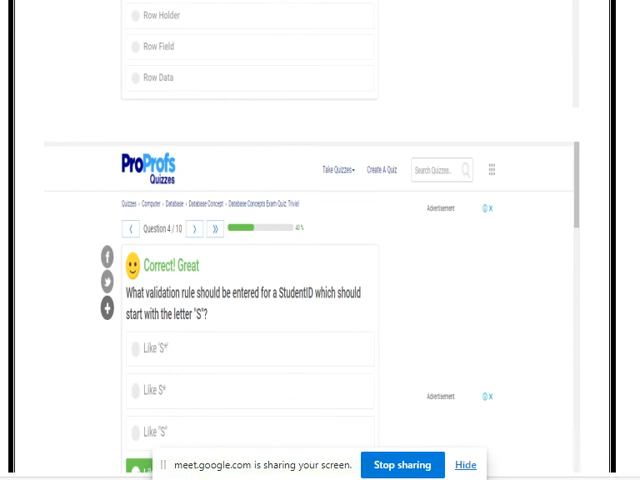 Row Holder
Row Field
Row Data
ProProfs
Quizzes
Take Quizzes
Create A Quiz
Search Quizzes..
Quizzes › Computer › Database › Database Concept › Database Concepts Exam Quiz: Trivia!
Advertisement
Question 4 / 10
40 %
Correct! Great
What validation rule should be entered for a StudentID which should
start with the letter "S"?
Like 'S*'
Like S*
Like "S"
Advertisement
meet.google.com is sharing your screen.
Stop sharing
Hide